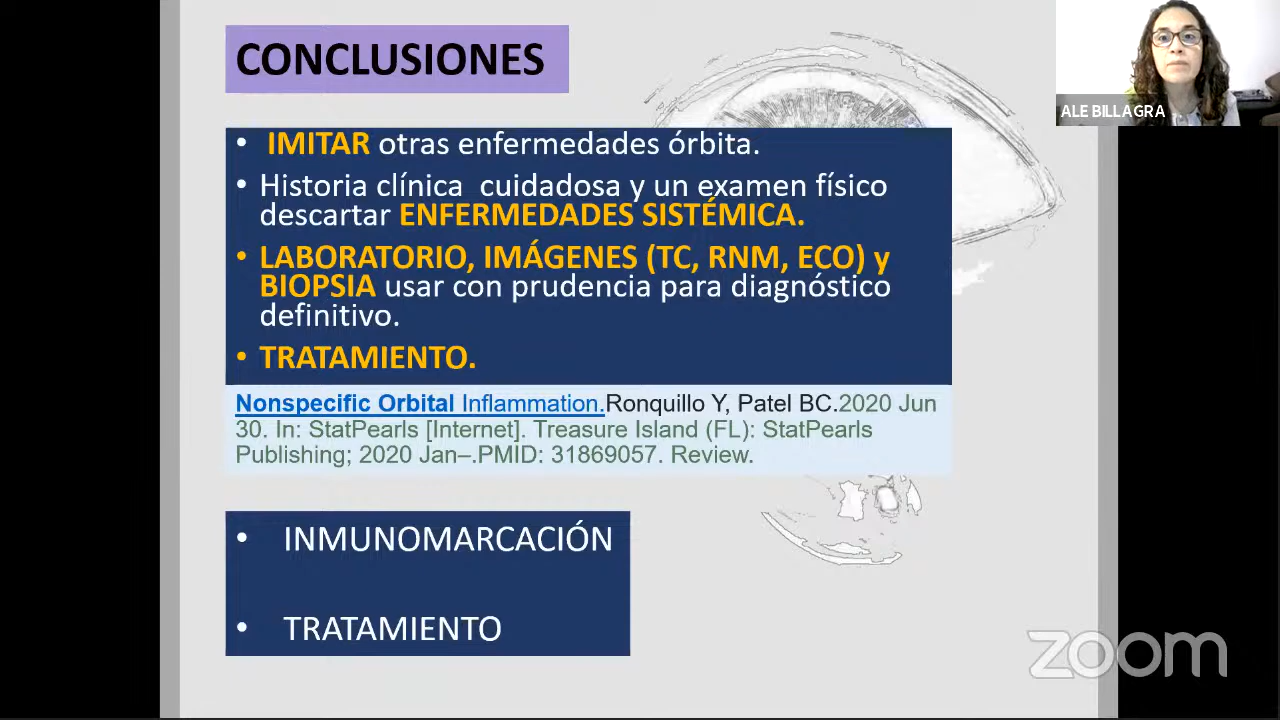 CONCLUSIONES
ALE BILLAGRA
• IMITAR otras enfermedades órbita.
• Historia clínica cuidadosa y un examen físico
descartar ENFERMEDADES SISTÉMICA.
• LABORATORIO, IMÁGENES (TC, RNM, ECO) y
BIOPSIA usar con prudencia para diagnóstico
definitivo.
• TRATAMIENTO.
Nonspecific Orbital Inflammation.Ronquillo Y, Patel BC.2020 Jun
30. In: StatPearls [Internet]. Treasure Island (FL): StatPearls
Publishing; 2020 Jan–.PMID: 31869057. Review.
• INMUNOMARCACIÓN
• TRATAMIENTO
zoom